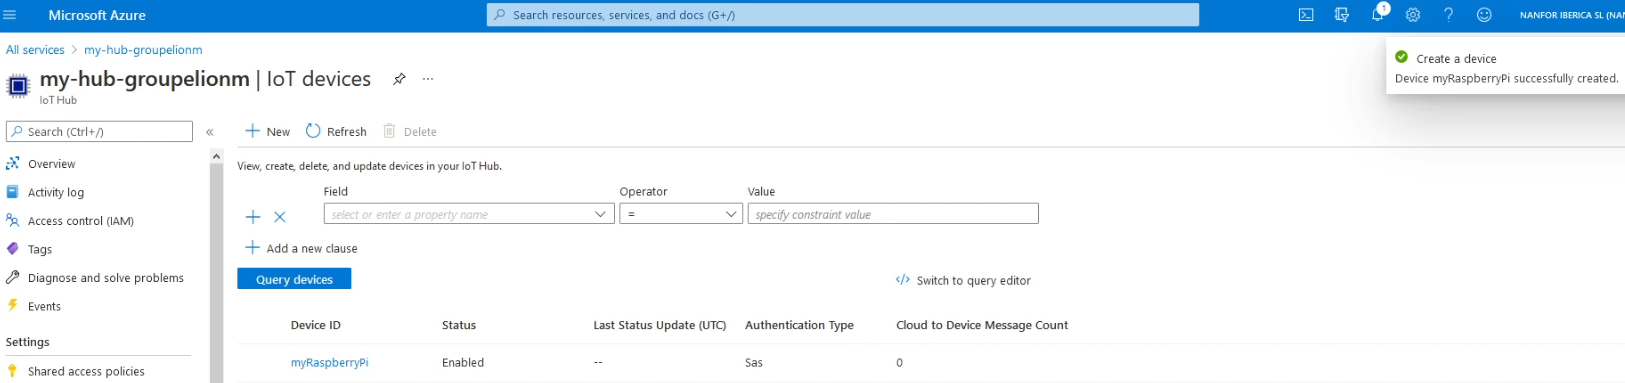 Microsoft Azure
Search resources, services, and docs (G+/)
1
NANFOR IBERICA SL (NAN
All services > my-hub-groupelionm
my-hub-groupelionm | IoT devices
...
IoT Hub
Create a device
Device myRaspberryPi successfully created.
Search (Ctrl+/)
«
Overview
Activity log
Access control (IAM)
Tags
Diagnose and solve problems
Events
Settings
Shared access policies
New
Refresh
Delete
View, create, delete, and update devices in your IoT Hub.
Field
Operator
Value
select or enter a property name
=
specify constraint value
Add a new clause
Query devices
</> Switch to query editor
Device ID
Status
Last Status Update (UTC)
Authentication Type
Cloud to Device Message Count
myRaspberryPi
Enabled
--
Sas
0